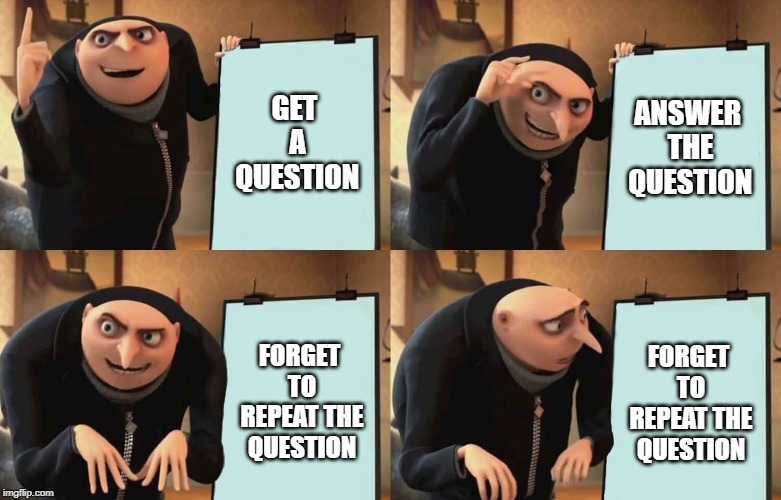 GET
A
QUESTION
ANSWER
THE
QUESTION
FORGET
TO
REPEAT THE
QUESTION
FORGET
TO
REPEAT THE
QUESTION
imgflip.com